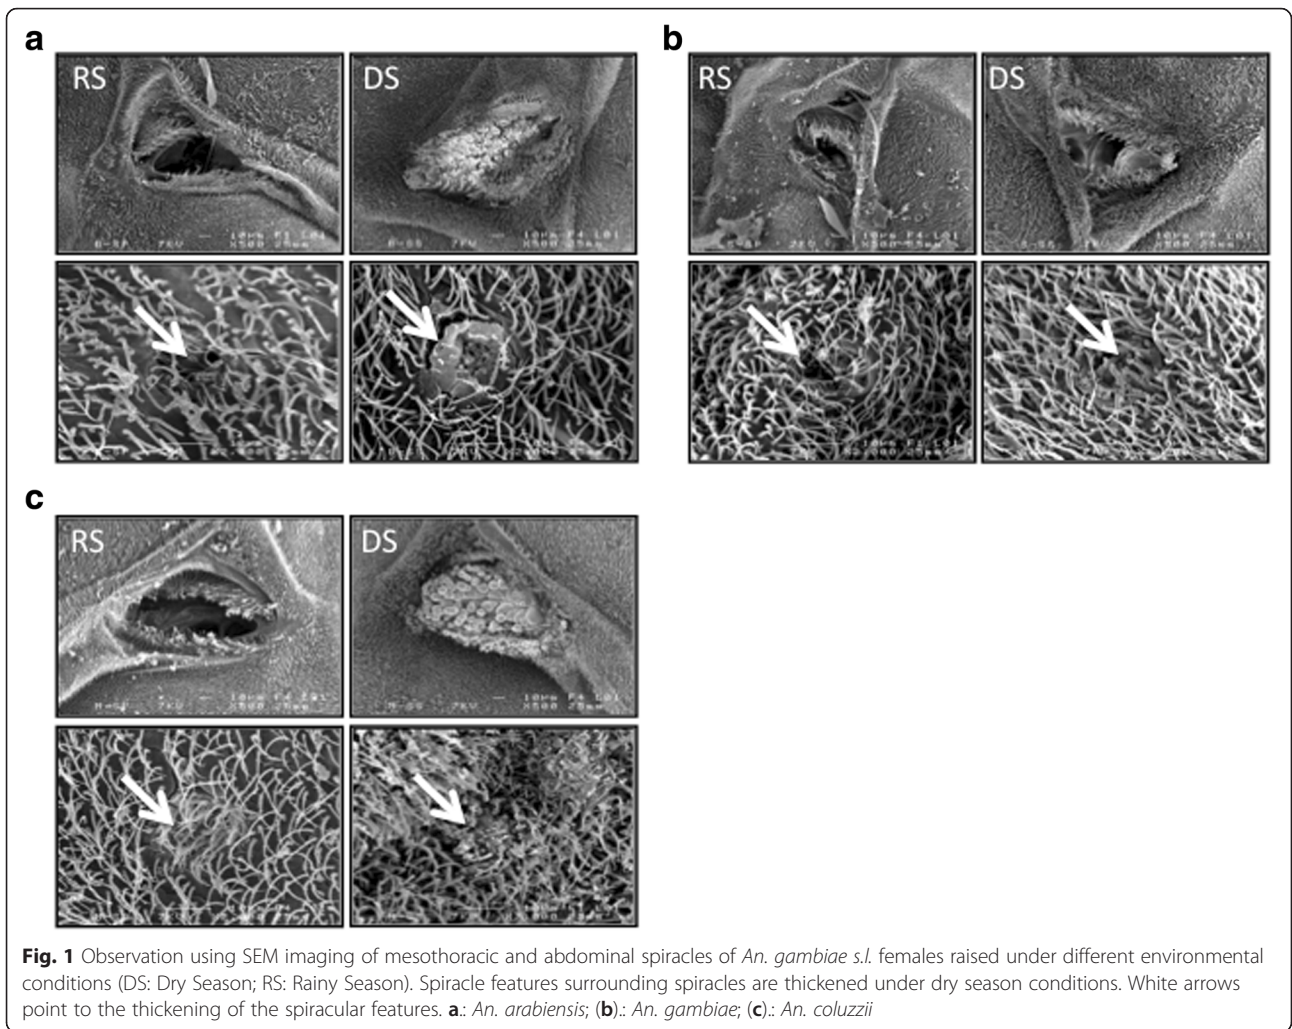 a
b
RS
DS
RS
DS
c
RS
DS
Fig. 1 Observation using SEM imaging of mesothoracic and abdominal spiracles of An. gambiae s.l. females raised under different environmental
conditions (DS: Dry Season; RS: Rainy Season). Spiracle features surrounding spiracles are thickened under dry season conditions. White arrows
point to the thickening of the spiracular features. a.: An. arabiensis; (b).: An. gambiae; (c).: An. coluzzii